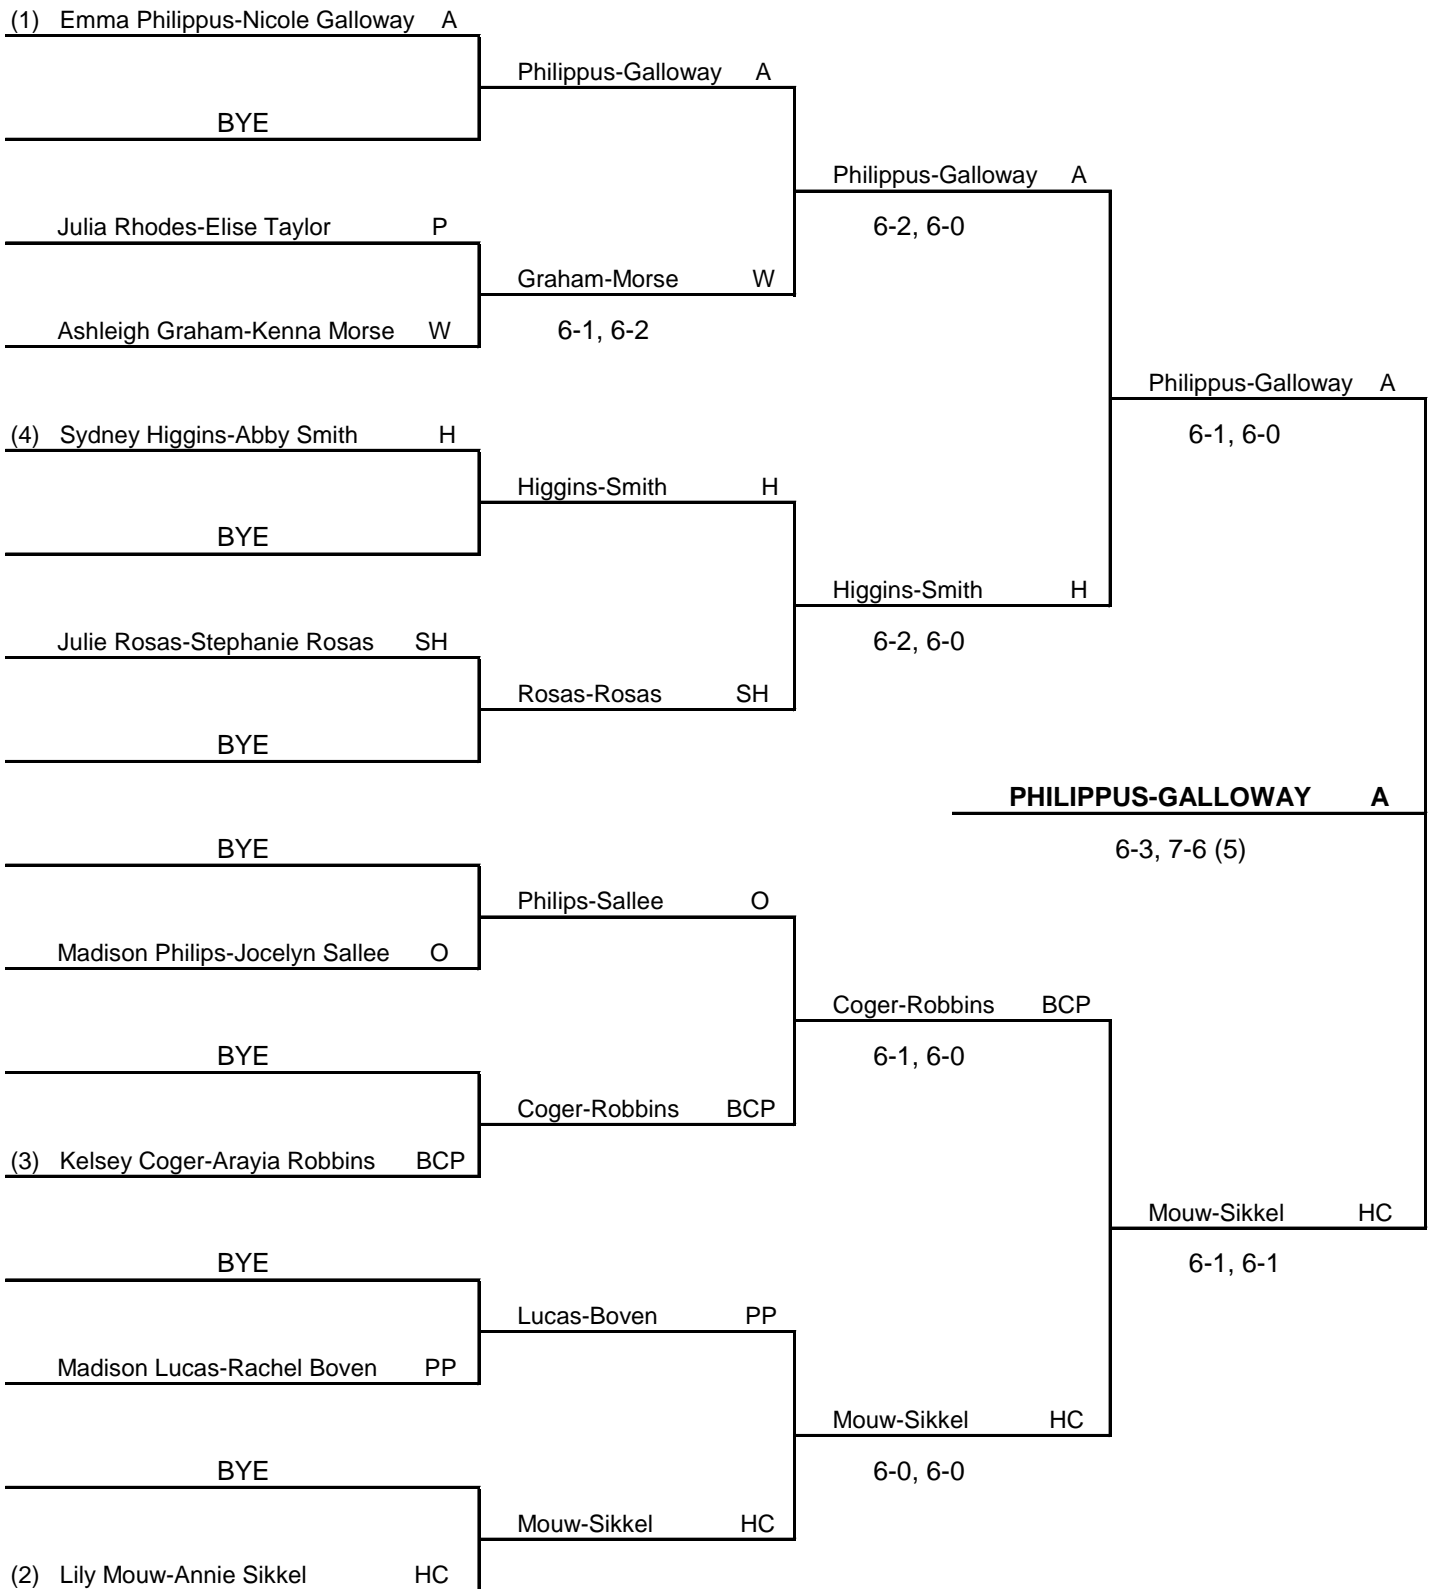 (1) Emma Philippus-Nicole Galloway A
Philippus-Galloway A
BYE
Philippus-Galloway A
Julia Rhodes-Elise Taylor P
6-2, 6-0
Graham-Morse W
Ashleigh Graham-Kenna Morse W
6-1, 6-2
Philippus-Galloway A
(4) Sydney Higgins-Abby Smith H
6-1, 6-0
Higgins-Smith H
BYE
Higgins-Smith H
Julie Rosas-Stephanie Rosas SH
6-2, 6-0
Rosas-Rosas SH
BYE
PHILIPPUS-GALLOWAY A
BYE
6-3, 7-6 (5)
Philips-Sallee O
Madison Philips-Jocelyn Sallee O
Coger-Robbins BCP
BYE
6-1, 6-0
Coger-Robbins BCP
(3) Kelsey Coger-Arayia Robbins BCP
Mouw-Sikkel HC
BYE
6-1, 6-1
Lucas-Boven PP
Madison Lucas-Rachel Boven PP
Mouw-Sikkel HC
BYE
6-0, 6-0
Mouw-Sikkel HC
(2) Lily Mouw-Annie Sikkel HC